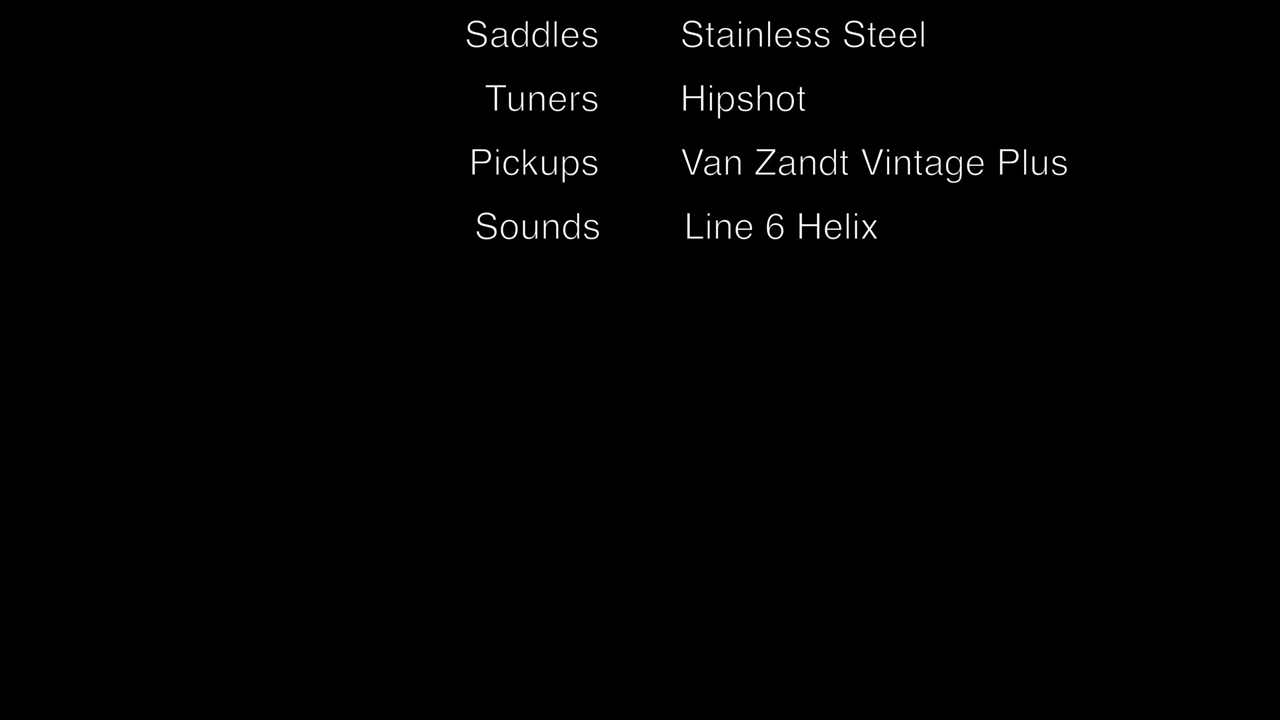 Saddles Stainless Steel
Tuners Hipshot
Pickups Van Zandt Vintage Plus
Sounds Line 6 Helix